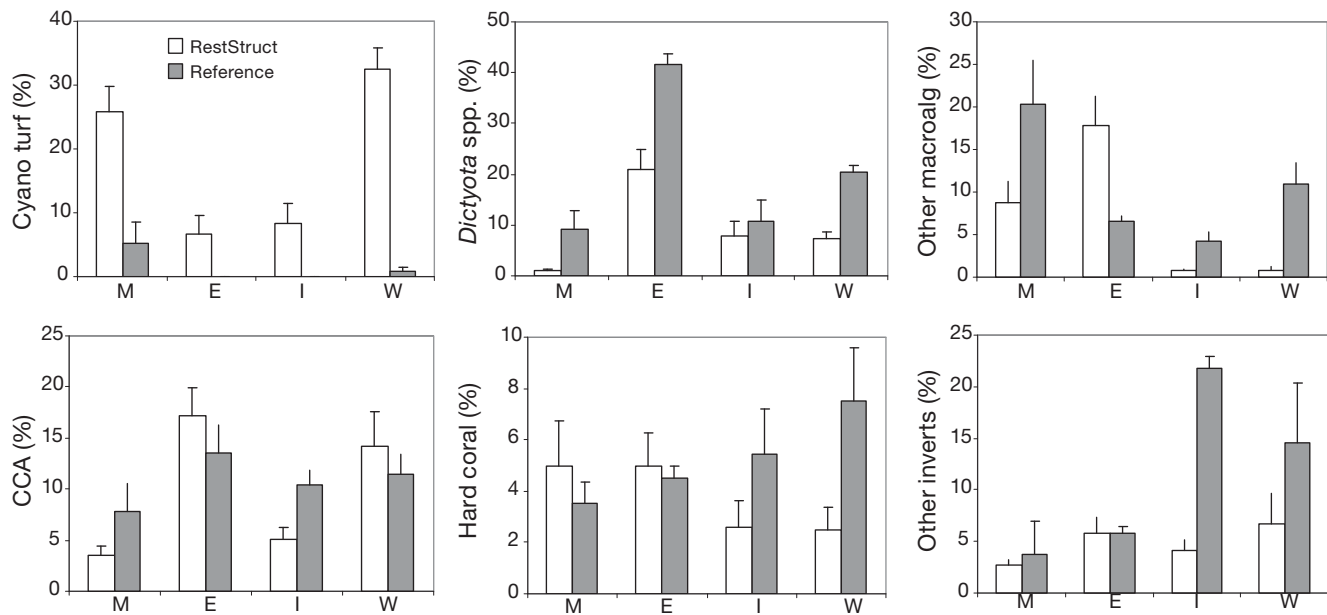 Cyano turf (%)
40
30
20
10
0
RestStruct
Reference
M E I W
Dictyota spp. (%)
50
40
30
20
10
0
M E I W
Other macroalg (%)
30
25
20
15
10
5
0
M E I W
CCA (%)
25
20
15
10
5
0
M E I W
Hard coral (%)
10
8
6
4
2
0
M E I W
Other inverts (%)
25
20
15
10
5
0
M E I W